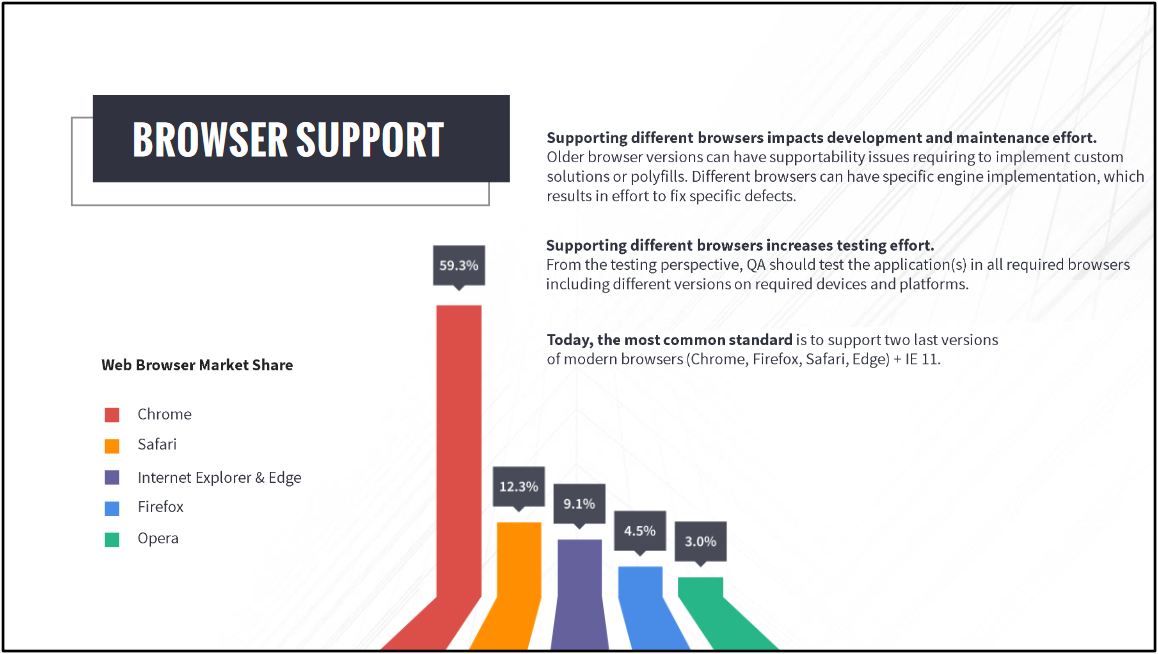 BROWSER SUPPORT
Supporting different browsers impacts development and maintenance effort.
Older browser versions can have supportability issues requiring to implement custom
solutions or polyfills. Different browsers can have specific engine implementation, which
results in effort to fix specific defects.
Supporting different browsers increases testing effort.
From the testing perspective, QA should test the application(s) in all required browsers
including different versions on required devices and platforms.
Today, the most common standard is to support two last versions
of modern browsers (Chrome, Firefox, Safari, Edge) + IE 11.
Web Browser Market Share
Chrome
Safari
Internet Explorer & Edge
Firefox
Opera
59.3%
12.3%
9.1%
4.5%
3.0%